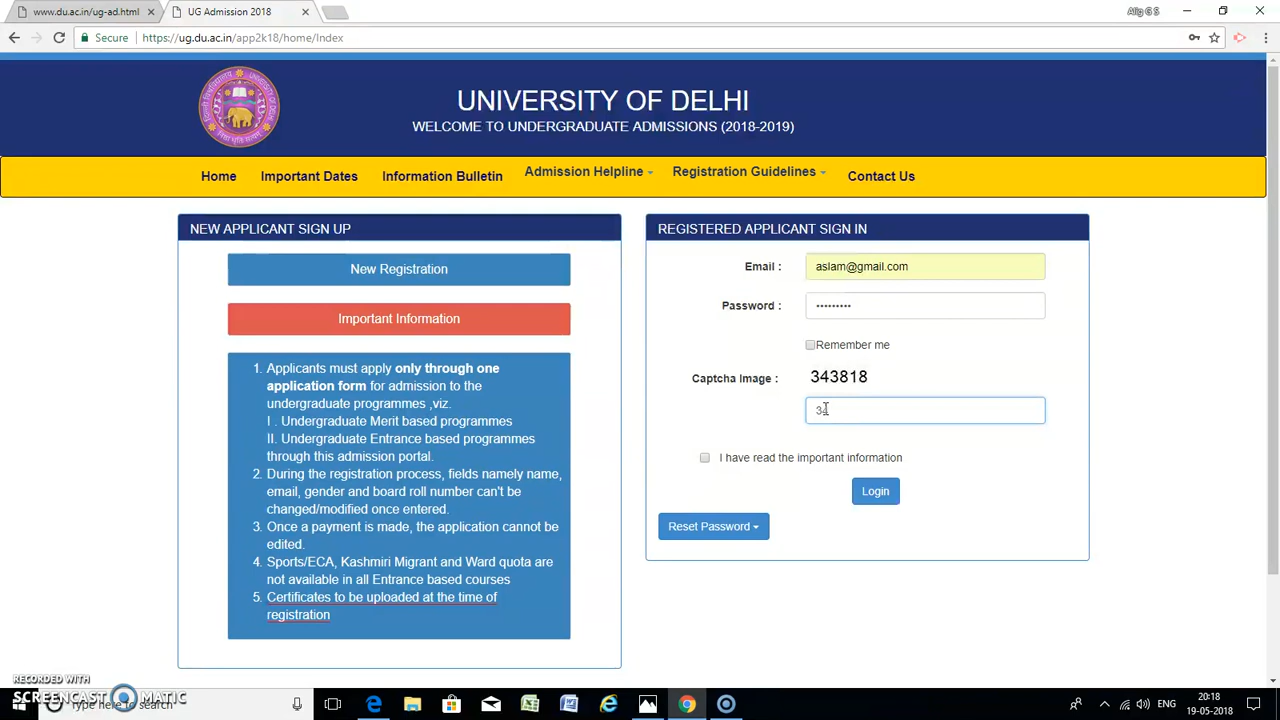 www.du.ac.in/ug-ad.html
UG Admission 2018
Alig G S
Secure
https://ug.du.ac.in/app2k18/home/Index
UNIVERSITY OF DELHI
WELCOME TO UNDERGRADUATE ADMISSIONS (2018-2019)
Home
Important Dates
Information Bulletin
Admission Helpline
Registration Guidelines
Contact Us
NEW APPLICANT SIGN UP
New Registration
Important Information
1. Applicants must apply only through one
application form for admission to the
undergraduate programmes ,viz.
I . Undergraduate Merit based programmes
II. Undergraduate Entrance based programmes
through this admission portal.
2. During the registration process, fields namely name,
email, gender and board roll number can't be
changed/modified once entered.
3. Once a payment is made, the application cannot be
edited.
4. Sports/ECA, Kashmiri Migrant and Ward quota are
not available in all Entrance based courses
5. Certificates to be uploaded at the time of
registration
REGISTERED APPLICANT SIGN IN
Email : aslam@gmail.com
Password : •••••••••
Remember me
Captcha Image : 343818
34
I have read the important information
Login
Reset Password
RECORDED WITH
SCREENCAST MATIC
Type here to search
ENG
20:18
19-05-2018